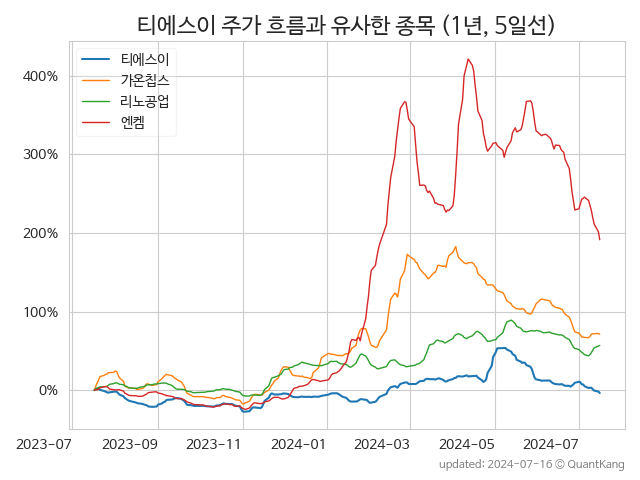 티에스이 주가 흐름과 유사한 종목 (1년, 5일선)
티에스이
가온칩스
리노공업
엔켐
400%
300%
200%
100%
0%
2023-07 2023-09 2023-11 2024-01 2024-03 2024-05 2024-07
updated: 2024-07-16 © QuantKang